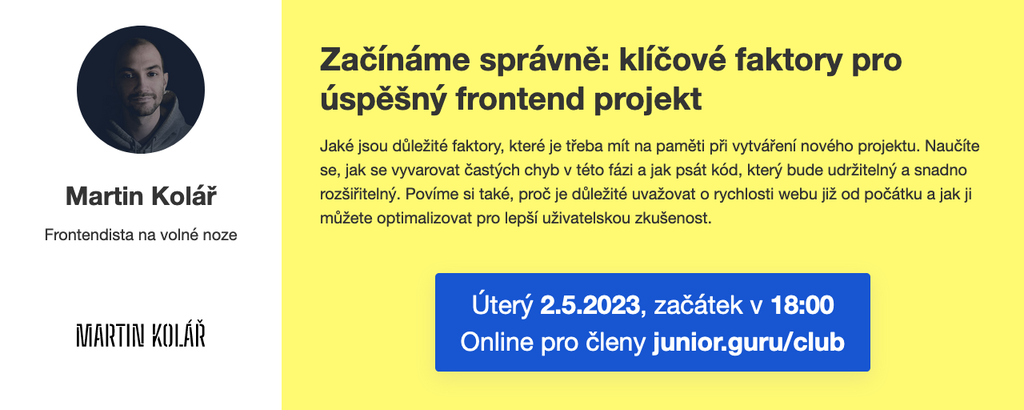 Martin Kolář
Frontendista na volné noze
MARTIN KOLÁŘ
Začínáme správně: klíčové faktory pro
úspěšný frontend projekt
Jaké jsou důležité faktory, které je třeba mít na paměti při vytváření nového projektu. Naučíte
se, jak se vyvarovat častých chyb v této fázi a jak psát kód, který bude udržitelný a snadno
rozšiřitelný. Povíme si také, proč je důležité uvažovat o rychlosti webu již od počátku a jak ji
můžete optimalizovat pro lepší uživatelskou zkušenost.
Úterý 2.5.2023, začátek v 18:00
Online pro členy junior.guru/club